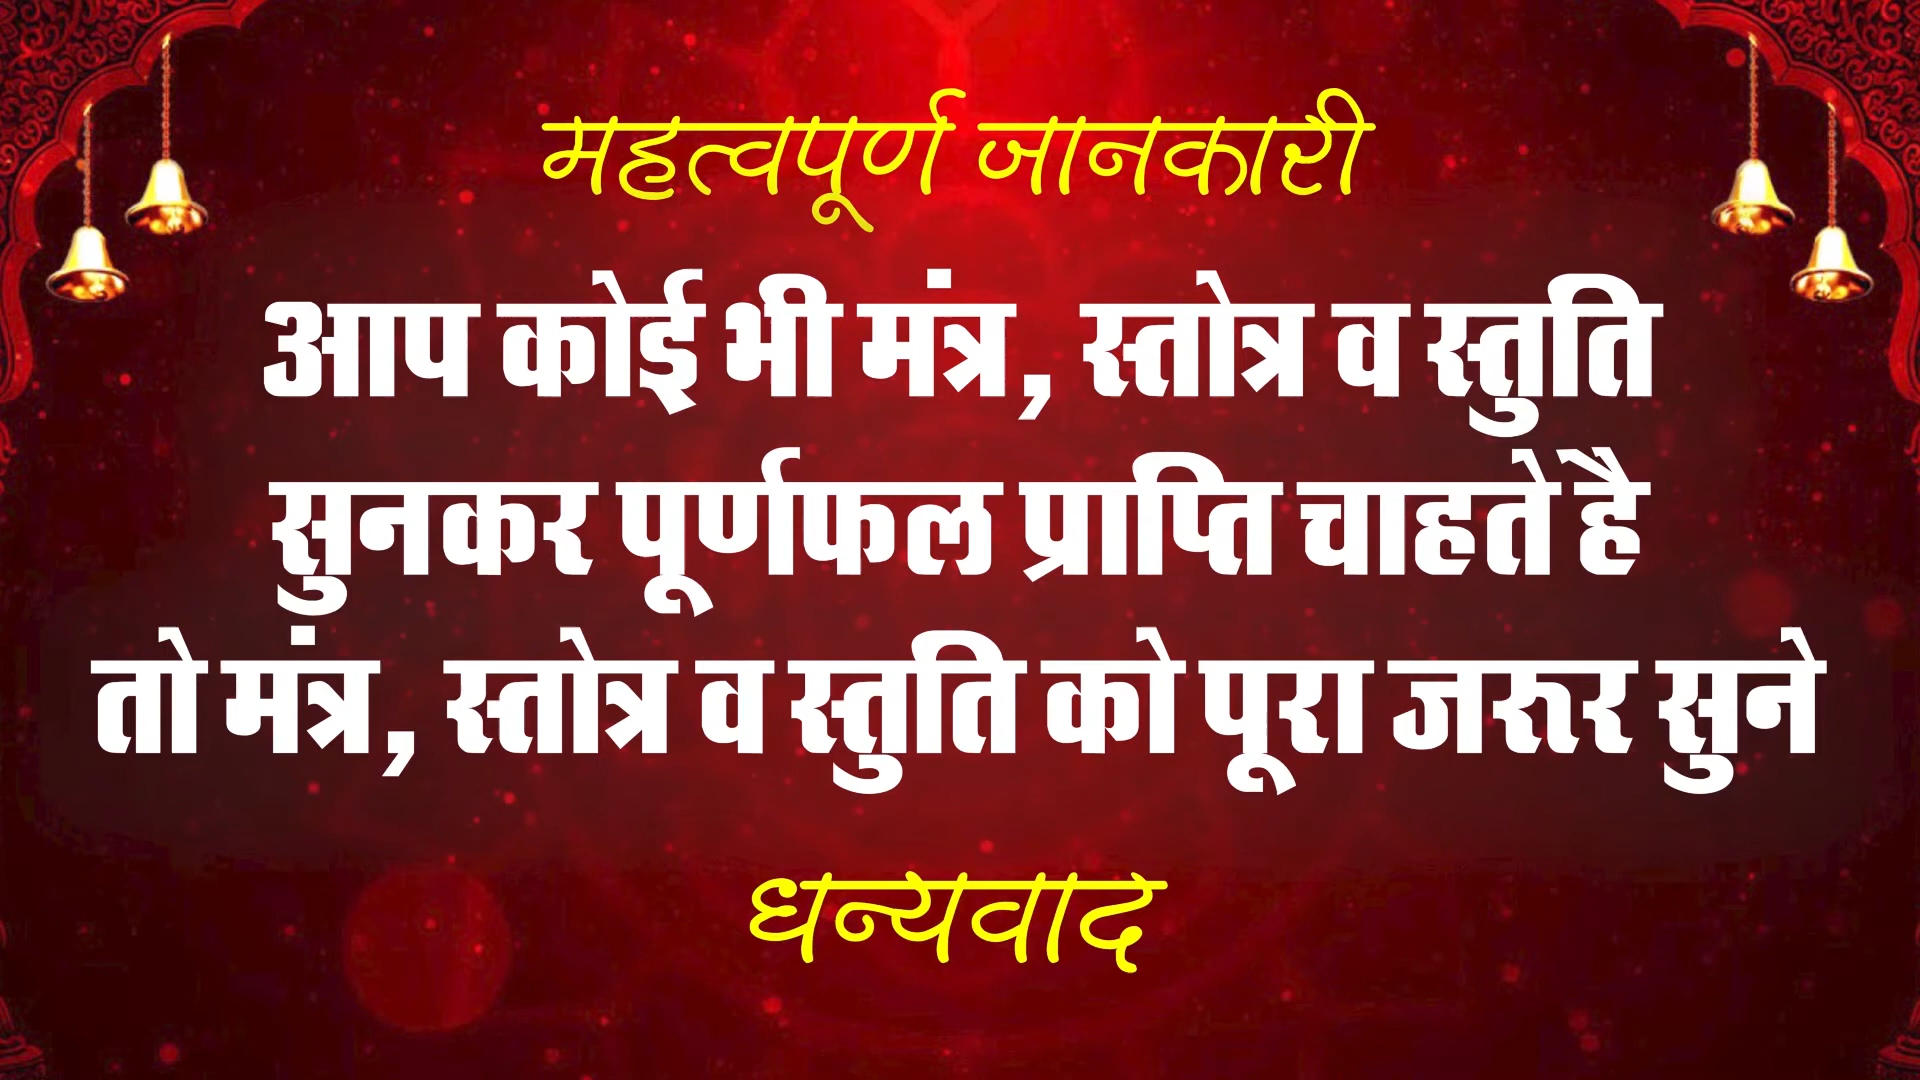 महत्वपूर्ण जानकारी
आप कोई भी मंत्र, स्तोत्र व स्तुति
सुनकर पूर्णफल प्राप्ति चाहते है
तो मंत्र, स्तोत्र व स्तुति को पूरा जरूर सुने
धन्यवाद